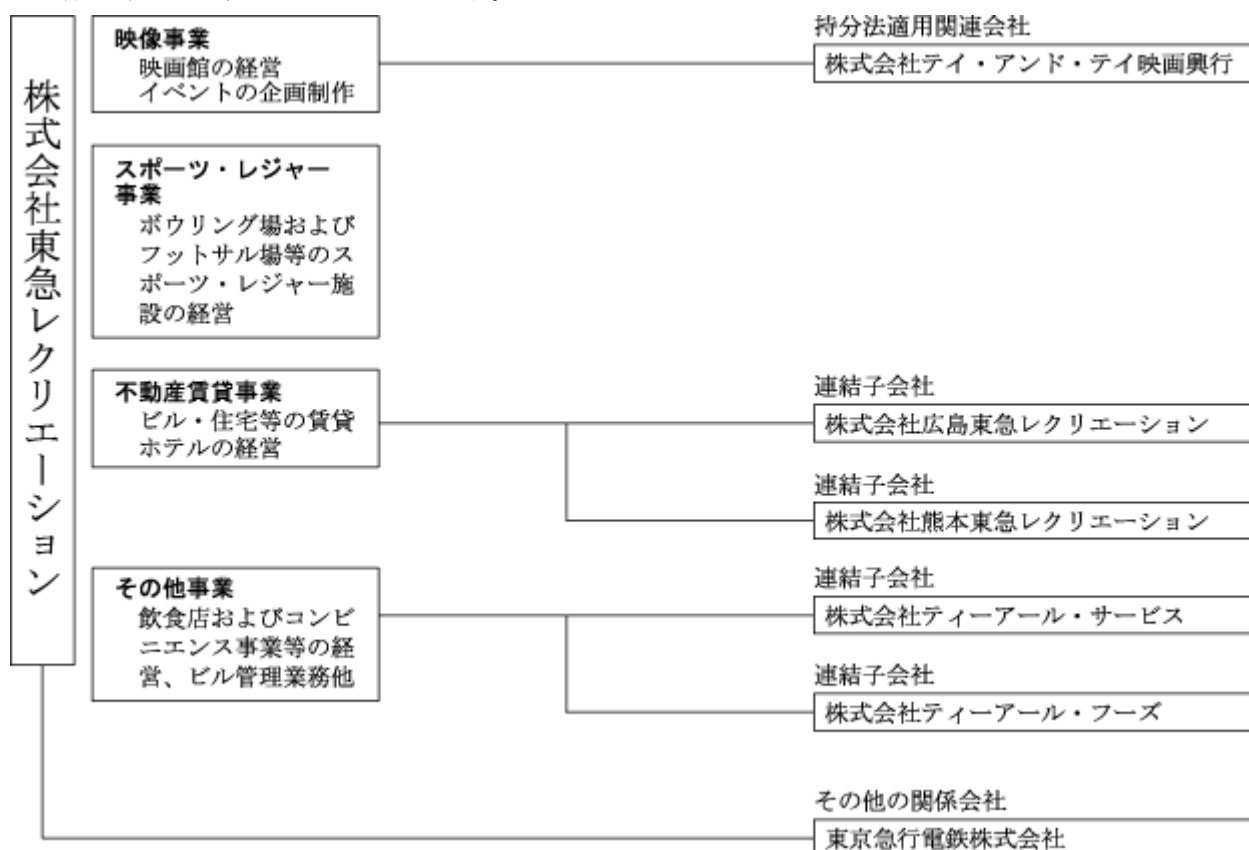 株式会社東急レクリエーション
映像事業
映画館の経営
イベントの企画制作
持分法適用関連会社
株式会社テイ・アンド・テイ映画興行
スポーツ・レジャー
事業
ボウリング場および
フットサル場等のス
ポーツ・レジャー施
設の経営
不動産賃貸事業
ビル・住宅等の賃貸
ホテルの経営
連結子会社
株式会社広島東急レクリエーション
連結子会社
株式会社熊本東急レクリエーション
その他事業
飲食店およびコンビ
ニエンス事業等の経
営、ビル管理業務他
連結子会社
株式会社ティーアール・サービス
連結子会社
株式会社ティーアール・フーズ
その他の関係会社
東京急行電鉄株式会社